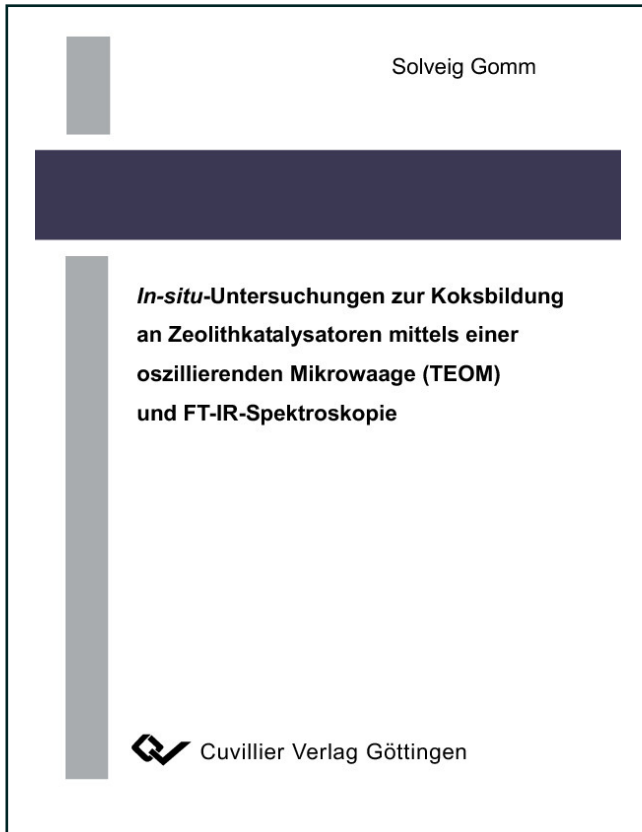 Solveig Gomm
In-situ-Untersuchungen zur Koksbildung
an Zeolithkatalysatoren mittels einer
oszillierenden Mikrowaage (TEOM)
und FT-IR-Spektroskopie
Cuvillier Verlag Göttingen